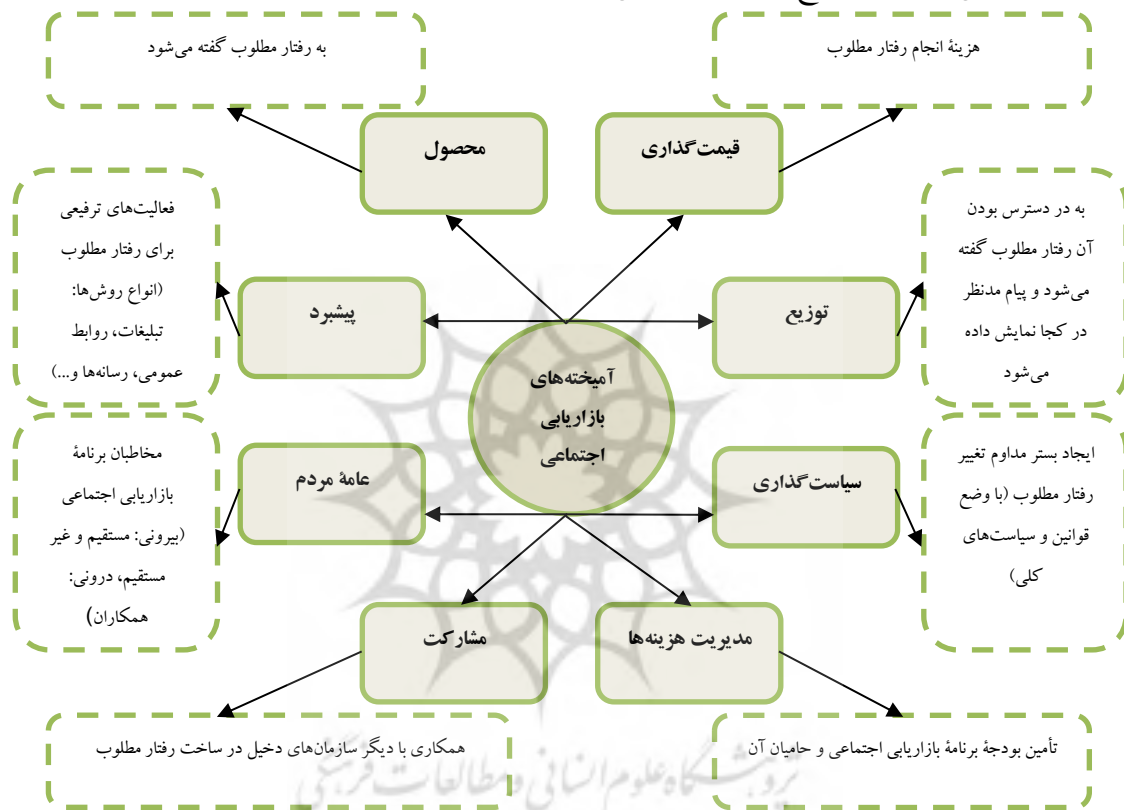 هزینهٔ انجام رفتار مطلوب
به رفتار مطلوب گفته می‌شود
قیمت‌گذاری
محصول
به در دسترس بودن
آن رفتار مطلوب گفته
می‌شود و پیام مدنظر
در کجا نمایش داده
می‌شود
توزیع
پیشبرد
فعالیت‌های ترفیعی
برای رفتار مطلوب
(انواع روش‌ها:
تبلیغات، روابط
عمومی، رسانه‌ها و...)
آمیخته‌های
بازاریابی
اجتماعی
ایجاد بستر مداوم تغییر
رفتار مطلوب (با وضع
قوانین و سیاست‌های
کلی)
سیاست‌گذاری
عامهٔ مردم
مخاطبان برنامهٔ
بازاریابی اجتماعی
(بیرونی: مستقیم و غیر
مستقیم، درونی:
همکاران)
مدیریت هزینه‌ها
مشارکت
تأمین بودجهٔ برنامهٔ بازاریابی اجتماعی و حامیان آن
همکاری با دیگر سازمان‌های دخیل در ساخت رفتار مطلوب
پژوهشگاه علوم انسانی و مطالعات فرهنگی